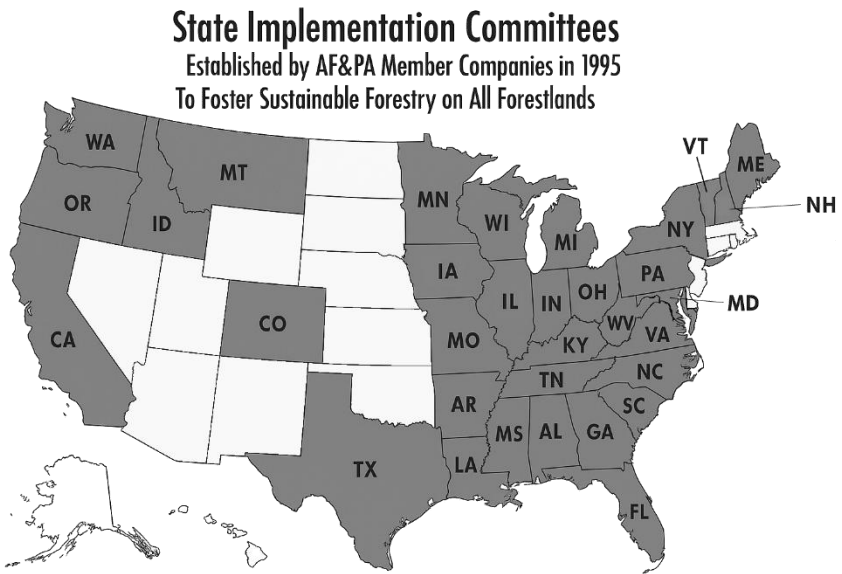 State Implementation Committees
Established by AF&PA Member Companies in 1995
To Foster Sustainable Forestry on All Forestlands
WA
MT
OR
ID
MN
WI
MI
VT
ME
NH
NY
IA
PA
IL
IN
OH
MD
CA
CO
MO
WV
VA
KY
NC
TN
AR
SC
MS
AL
GA
LA
TX
FL